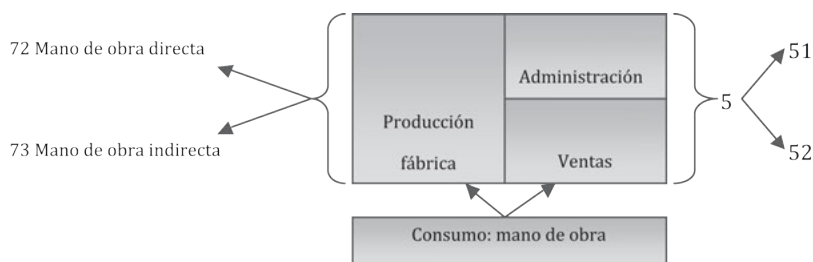 72 Mano de obra directa
73 Mano de obra indirecta
Producción
fábrica
Administración
Ventas
5
51
52
Consumo: mano de obra